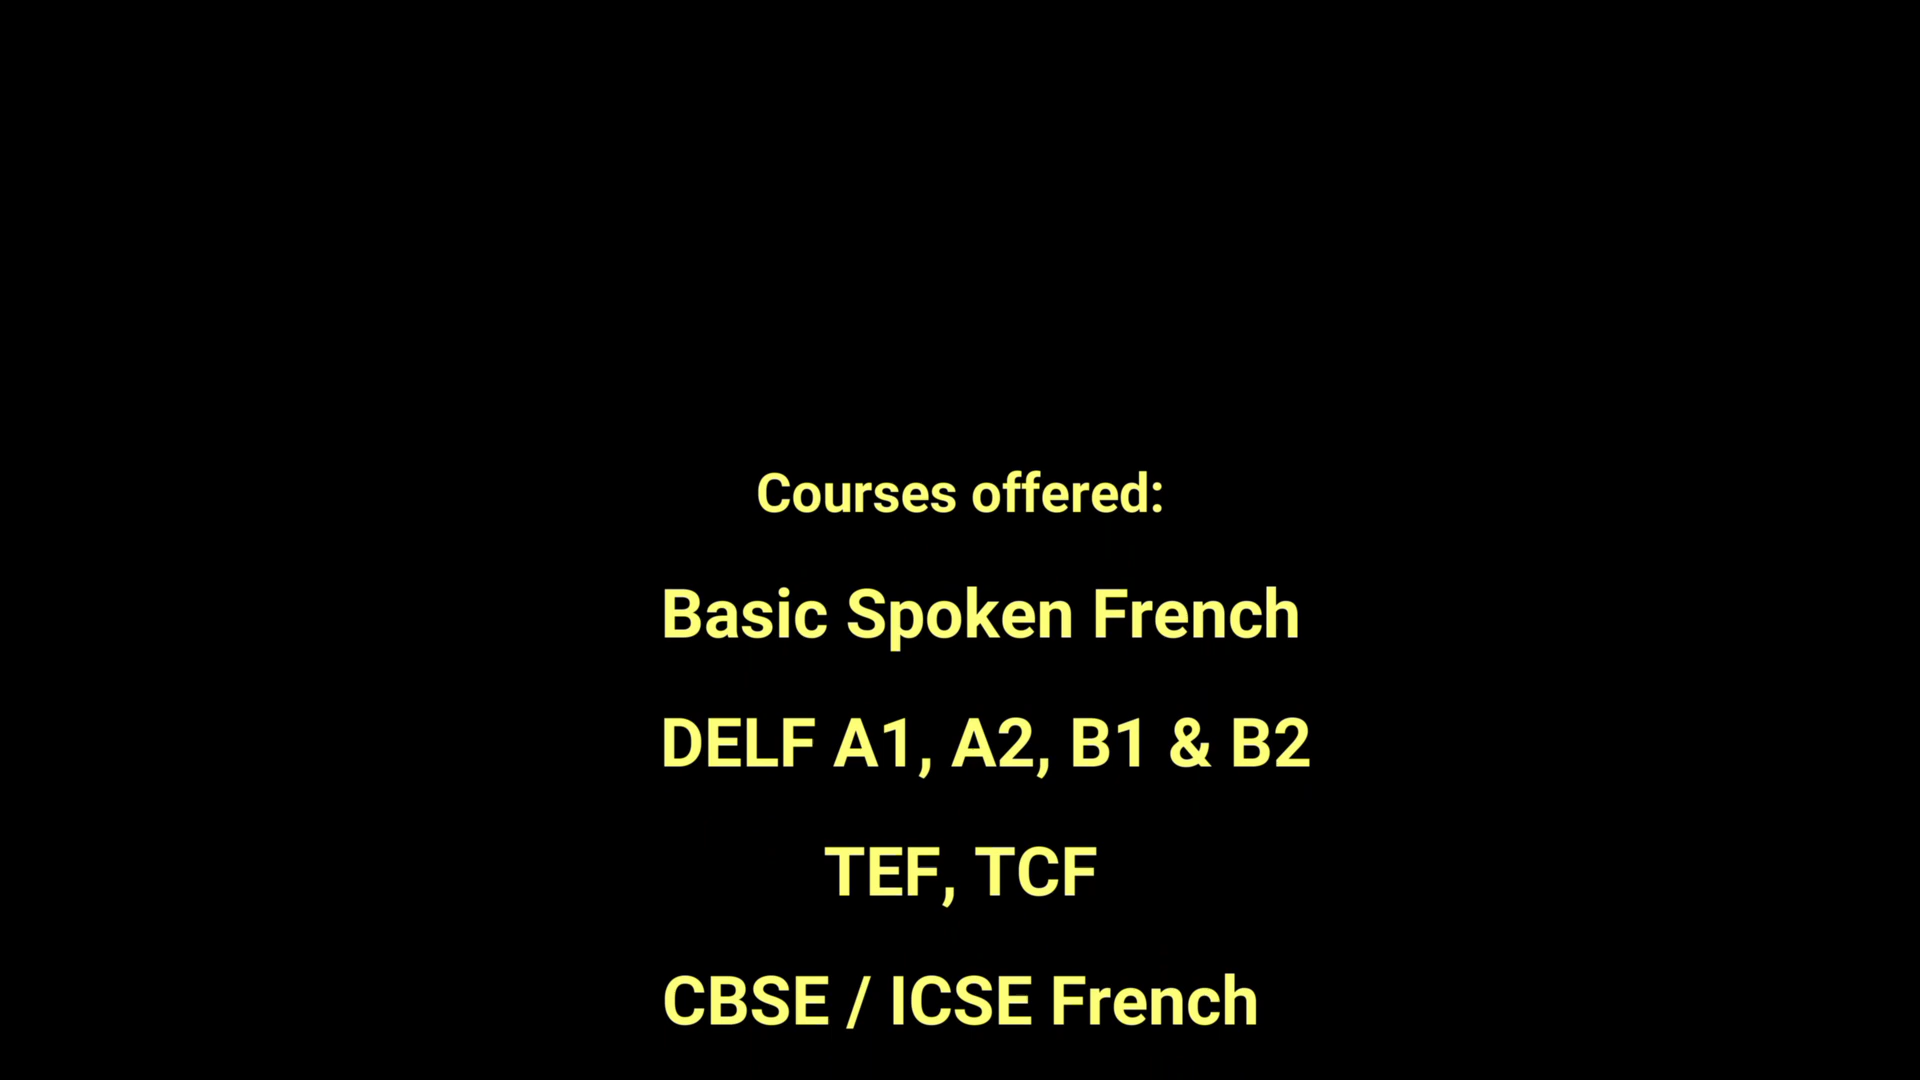 Courses offered:
Basic Spoken French
DELF A1, A2, B1 & B2
TEF, TCF
CBSE / ICSE French